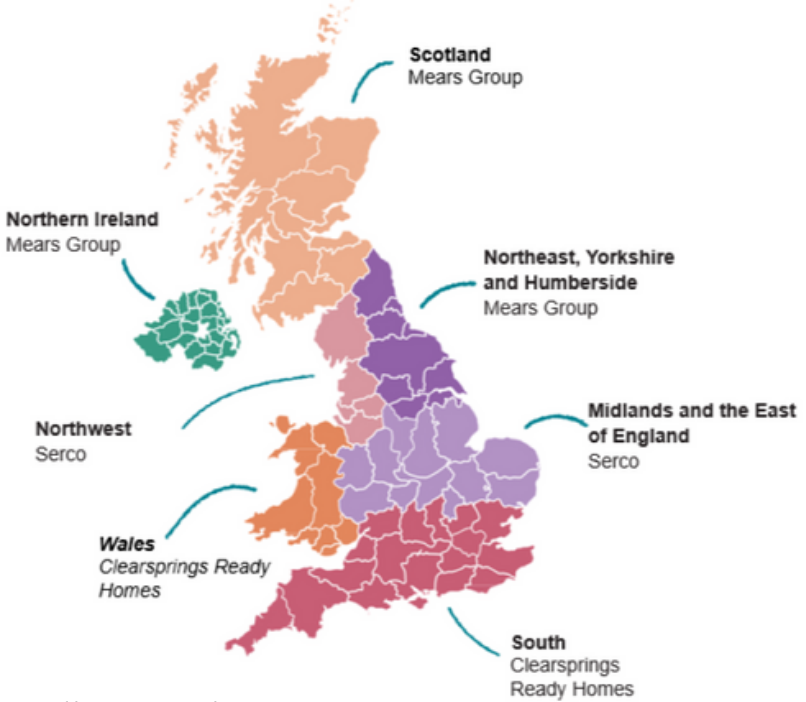 Scotland
Mears Group
Northern Ireland
Mears Group
Northeast, Yorkshire
and Humberside
Mears Group
Northwest
Serco
Midlands and the East
of England
Serco
Wales
Clearsprings Ready
Homes
South
Clearsprings
Ready Homes